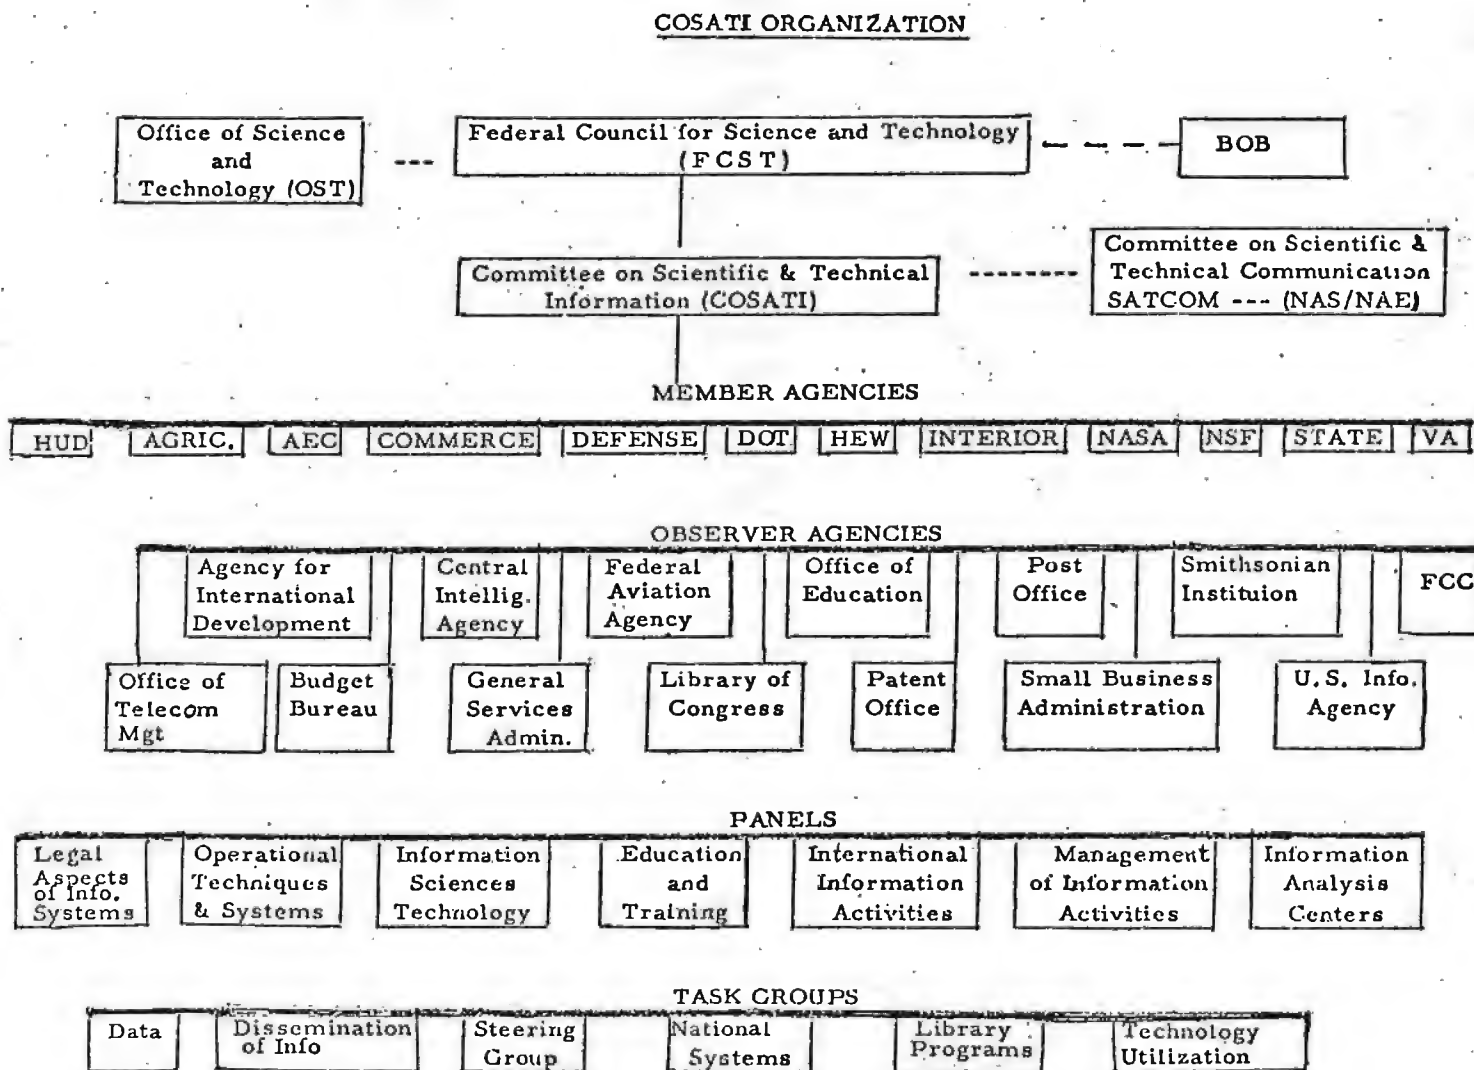 COSATI ORGANIZATION
Office of Science
and
Technology (OST)
---
Federal Council for Science and Technology
(FCST)
BOB
Committee on Scientific & Technical
Information (COSATI)
Committee on Scientific &
Technical Communication
SATCOM --- (NAS/NAE)
MEMBER AGENCIES
HUD
AGRIC.
AEC
COMMERCE
DEFENSE
DOT
HEW
INTERIOR
NASA
NSF
STATE
VA
OBSERVER AGENCIES
Agency for
International
Development
Central
Intellig.
Agency
Federal
Aviation
Agency
Office of
Education
Post
Office
Smithsonian
Instituion
FCC
Office of
Telecom
Mgt
Budget
Bureau
General
Services
Admin.
Library of
Congress
Patent
Office
Small Business
Administration
U.S. Info.
Agency
PANELS
Legal
Aspects
of Info.
Systems
Operational
Techniques
& Systems
Information
Sciences
Technology
Education
and
Training
International
Information
Activities
Management
of Information
Activities
Information
Analysis
Centers
TASK GROUPS
Data
Dissemination
of Info
Steering
Group
National
Systems
Library
Programs
Technology
Utilization